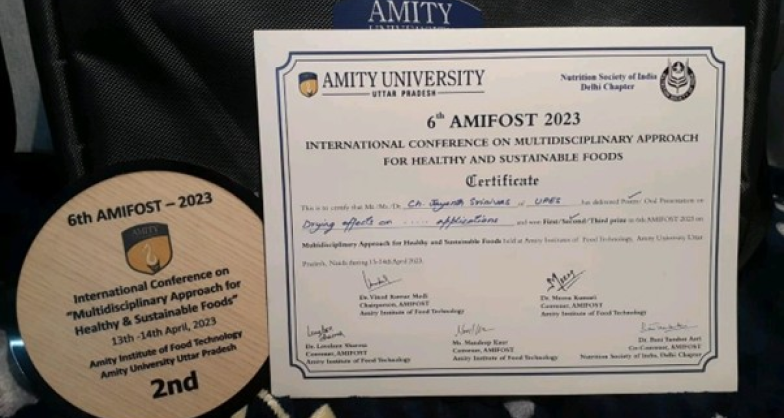 AMITY
UNIVERSITY
6th AMIFOST – 2023
AMITY
International Conference on
"Multidisciplinary Approach for
Healthy & Sustainable Foods"
13th -14th April, 2023
Amity Institute of Food Technology
Amity University Uttar Pradesh
2nd
AMITY UNIVERSITY
UTTAR PRADESH
Nutrition Society of India
Delhi Chapter
6th AMIFOST 2023
INTERNATIONAL CONFERENCE ON MULTIDISCIPLINARY APPROACH
FOR HEALTHY AND SUSTAINABLE FOODS
Certificate
This is to certify that Mr./Ms./Dr. Ch. Jayanth Srinivas of UPES has delivered Poster/ Oral Presentation on
Drying effects on applications and won First/Second/Third prize in 6th AMIFOST 2023 on
Multidisciplinary Approach for Healthy and Sustainable Foods held at Amity Institute of Food Technology, Amity University Uttar
Pradesh, Noida during 13-14th April 2023.
Dr. Vinod Kumar Modi
Chairperson, AMIFOST
Amity Institute of Food Technology
Dr. Meena Kumari
Convener, AMIFOST
Amity Institute of Food Technology
Dr. Loveleen Sharma
Convener, AMIFOST
Amity Institute of Food Technology
Ms. Mandeep Kaur
Convener, AMIFOST
Amity Institute of Food Technology
Co-Convener, AMIFOST
Nutrition Society of India, Delhi Chapter